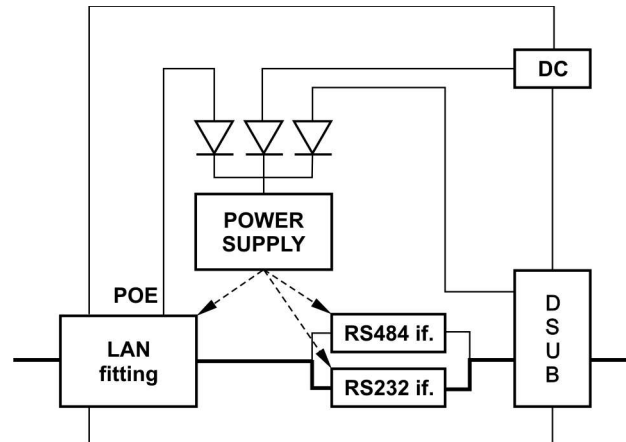 DC
POWER
SUPPLY
POE
LAN
fitting
RS484 if.
RS232 if.
D
S
U
B